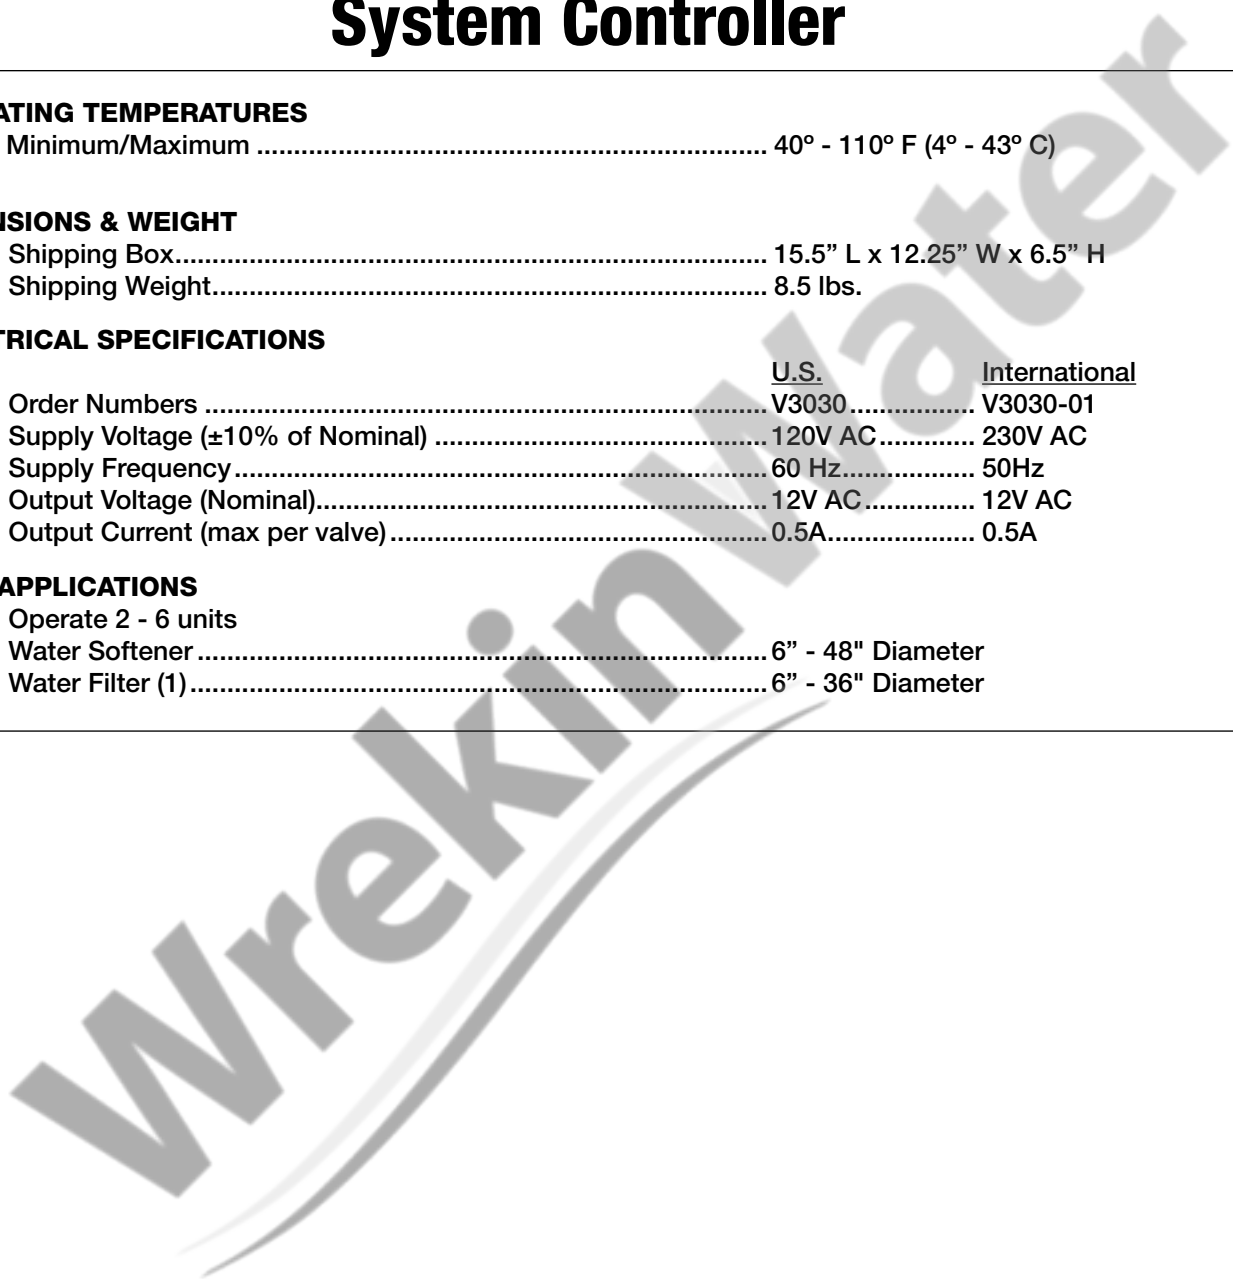 System Controller
ATING TEMPERATURES
Minimum/Maximum ...................................................................... 40º - 110º F (4º - 43º C)
NSIONS & WEIGHT
Shipping Box................................................................................. 15.5” L x 12.25” W x 6.5” H
Shipping Weight............................................................................ 8.5 lbs.
TRICAL SPECIFICATIONS
U.S. International
Order Numbers ............................................................................. V3030................. V3030-01
Supply Voltage (±10% of Nominal) ............................................. 120V AC............. 230V AC
Supply Frequency......................................................................... 60 Hz.................. 50Hz
Output Voltage (Nominal)............................................................. 12V AC............... 12V AC
Output Current (max per valve) ................................................... 0.5A.................... 0.5A
APPLICATIONS
Operate 2 - 6 units
Water Softener .............................................................................. 6” - 48" Diameter
Water Filter (1)............................................................................... 6” - 36" Diameter
WrekinWater